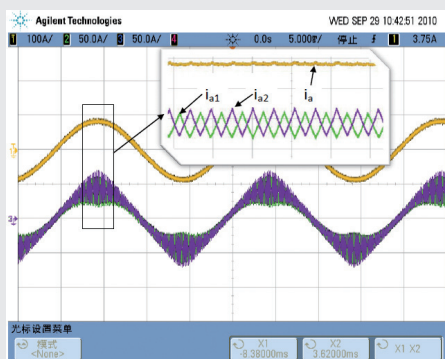 Agilent Technologies WED SEP 29 10:42:51 2010
1 100A/ 2 50.0A/ 3 50.0A/ 4 0.0s 5.000▽/ 停止 1 3.75A
ia1 ia2 ia
3
光标设置菜单
模式 X1 X2 X1 X2
<None> -8.38000ms 3.62000ms